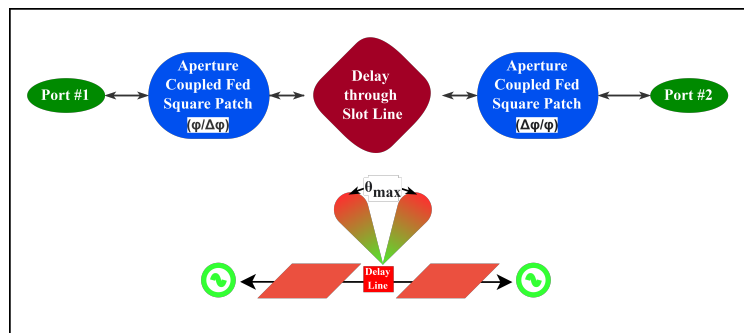 Port #1
Aperture
Coupled Fed
Square Patch
(φ/Δφ)
Delay
through
Slot Line
Aperture
Coupled Fed
Square Patch
(Δφ/φ)
Port #2
θmax
Delay
Line